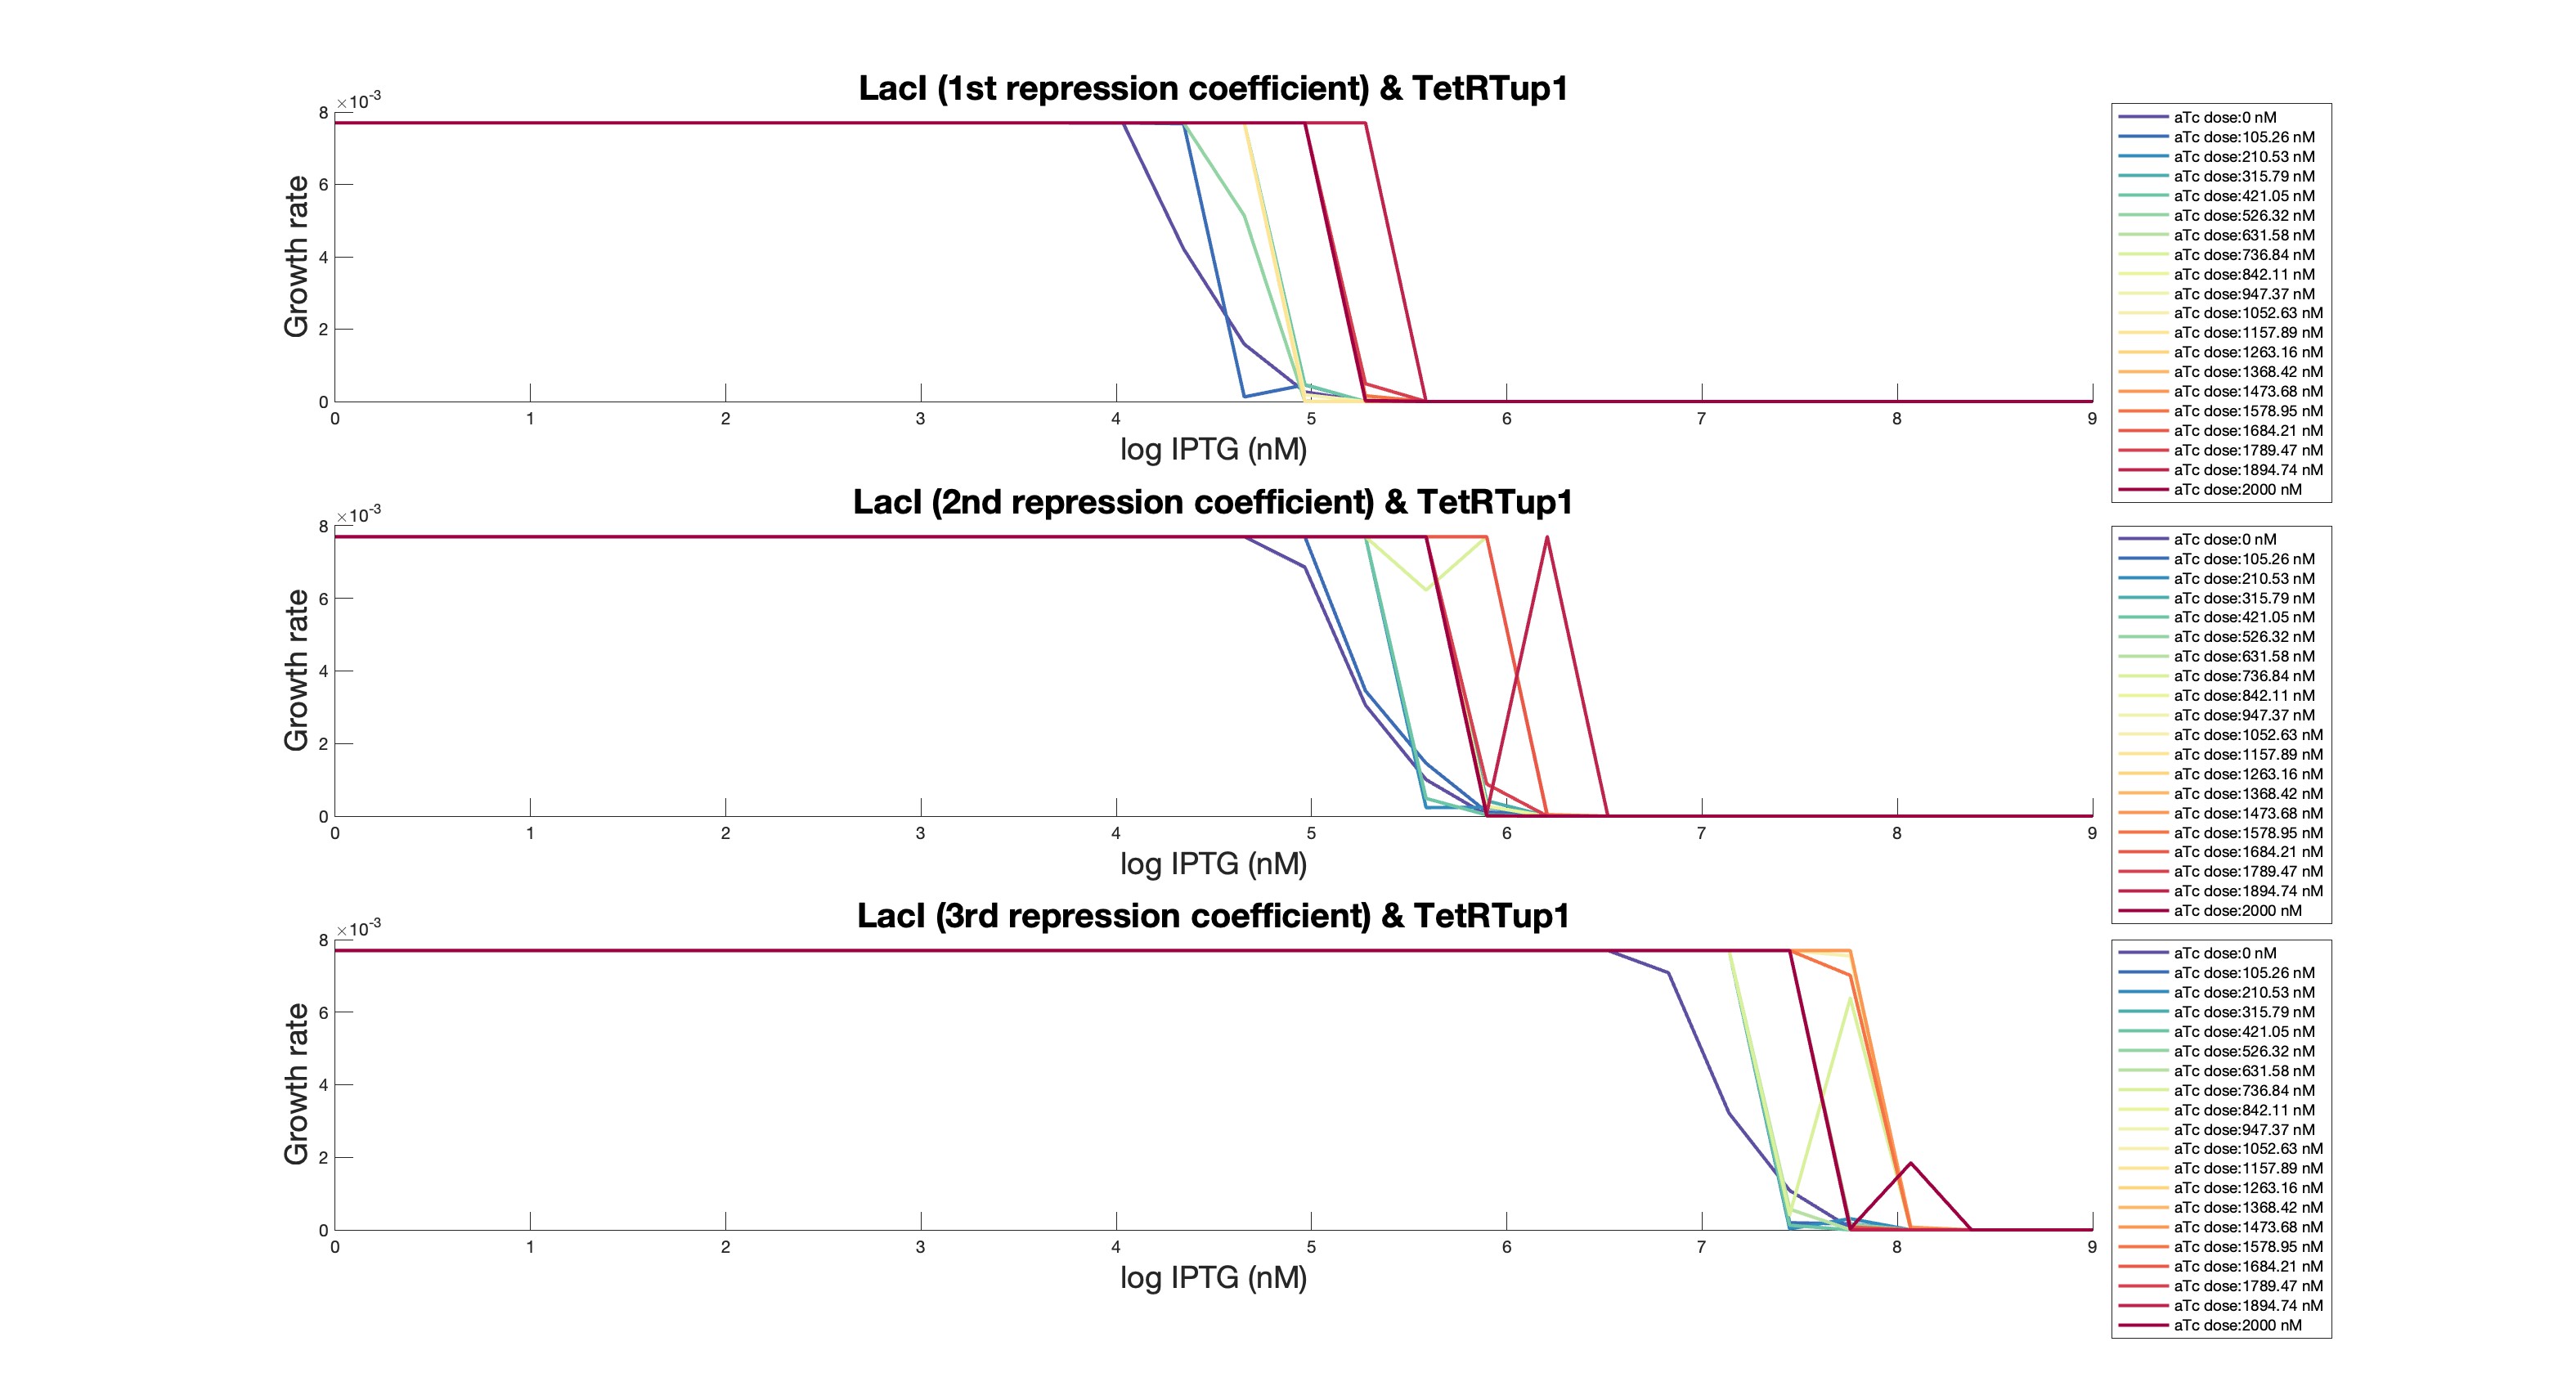 LacI (1st repression coefficient) & TetRTup1
×10-3
8
6
4
2
0
Growth rate
0 1 2 3 4 5 6 7 8 9
log IPTG (nM)
aTc dose:0 nM
aTc dose:105.26 nM
aTc dose:210.53 nM
aTc dose:315.79 nM
aTc dose:421.05 nM
aTc dose:526.32 nM
aTc dose:631.58 nM
aTc dose:736.84 nM
aTc dose:842.11 nM
aTc dose:947.37 nM
aTc dose:1052.63 nM
aTc dose:1157.89 nM
aTc dose:1263.16 nM
aTc dose:1368.42 nM
aTc dose:1473.68 nM
aTc dose:1578.95 nM
aTc dose:1684.21 nM
aTc dose:1789.47 nM
aTc dose:1894.74 nM
aTc dose:2000 nM
LacI (2nd repression coefficient) & TetRTup1
×10-3
8
6
4
2
0
Growth rate
0 1 2 3 4 5 6 7 8 9
log IPTG (nM)
aTc dose:0 nM
aTc dose:105.26 nM
aTc dose:210.53 nM
aTc dose:315.79 nM
aTc dose:421.05 nM
aTc dose:526.32 nM
aTc dose:631.58 nM
aTc dose:736.84 nM
aTc dose:842.11 nM
aTc dose:947.37 nM
aTc dose:1052.63 nM
aTc dose:1157.89 nM
aTc dose:1263.16 nM
aTc dose:1368.42 nM
aTc dose:1473.68 nM
aTc dose:1578.95 nM
aTc dose:1684.21 nM
aTc dose:1789.47 nM
aTc dose:1894.74 nM
aTc dose:2000 nM
LacI (3rd repression coefficient) & TetRTup1
×10-3
8
6
4
2
0
Growth rate
0 1 2 3 4 5 6 7 8 9
log IPTG (nM)
aTc dose:0 nM
aTc dose:105.26 nM
aTc dose:210.53 nM
aTc dose:315.79 nM
aTc dose:421.05 nM
aTc dose:526.32 nM
aTc dose:631.58 nM
aTc dose:736.84 nM
aTc dose:842.11 nM
aTc dose:947.37 nM
aTc dose:1052.63 nM
aTc dose:1157.89 nM
aTc dose:1263.16 nM
aTc dose:1368.42 nM
aTc dose:1473.68 nM
aTc dose:1578.95 nM
aTc dose:1684.21 nM
aTc dose:1789.47 nM
aTc dose:1894.74 nM
aTc dose:2000 nM